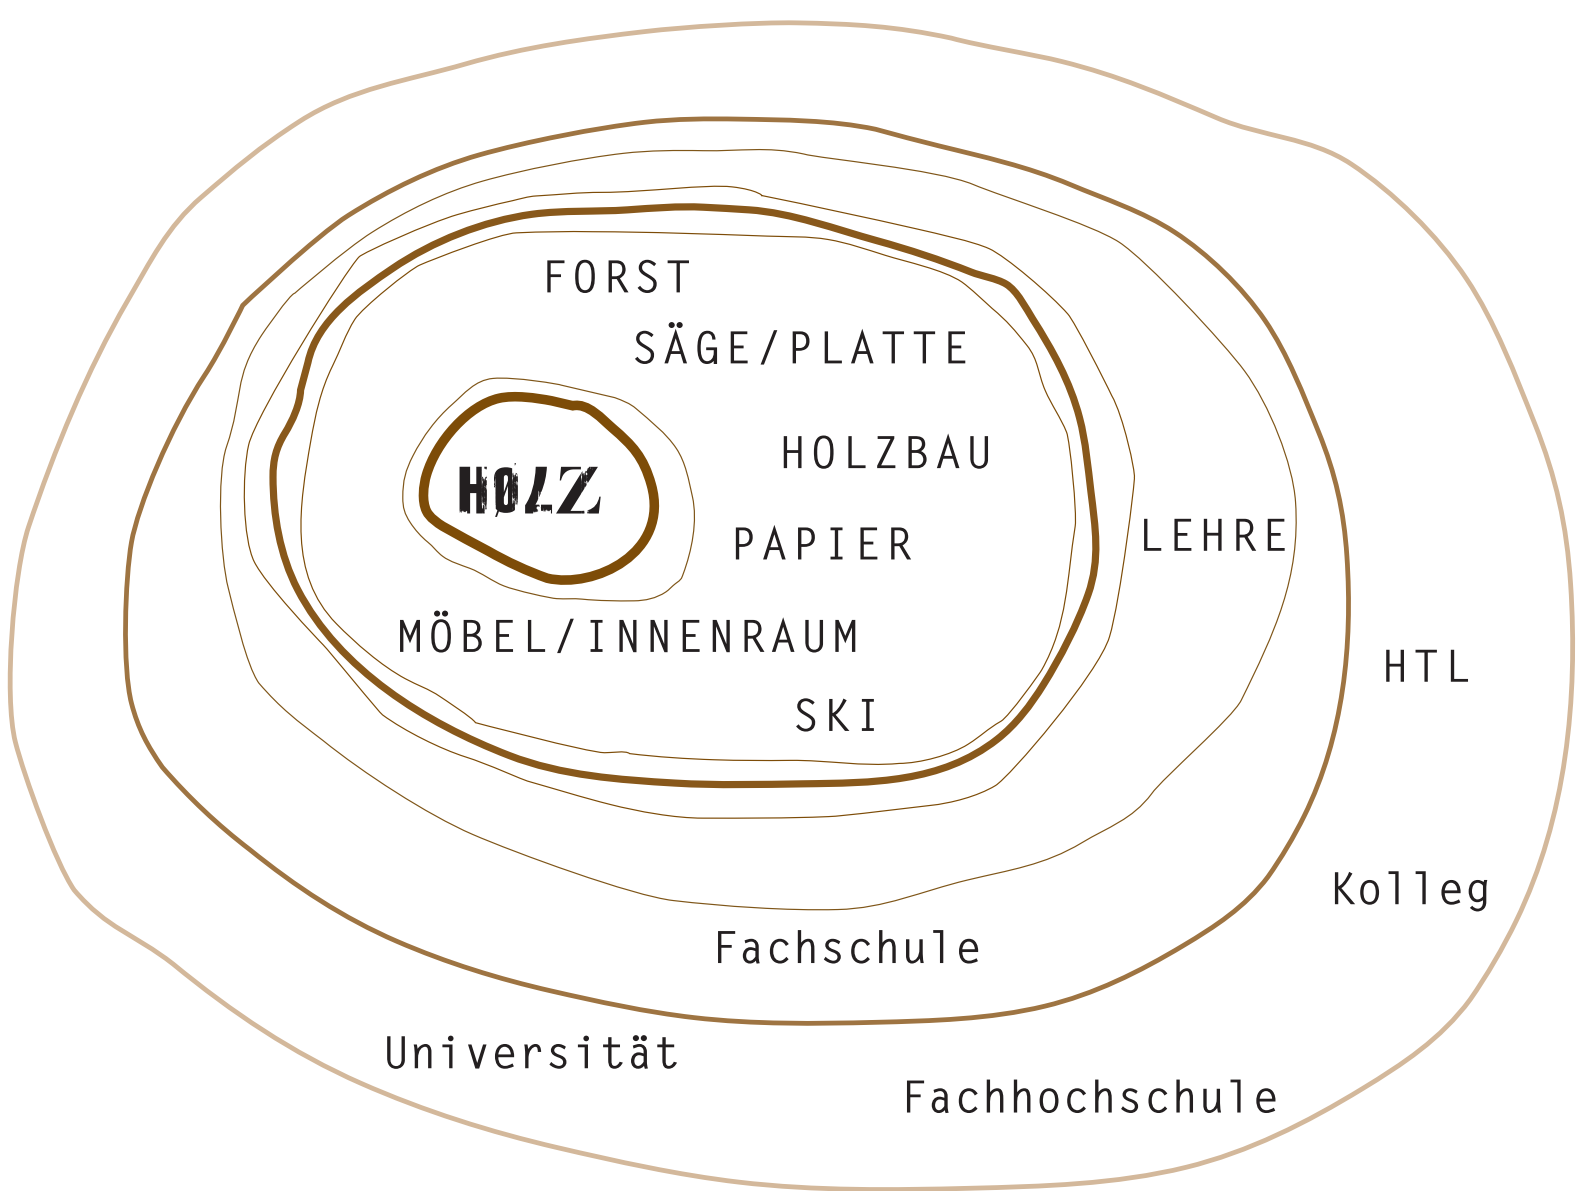 FORST
SÄGE/PLATTE
HOLZBAU
HOLZ
PAPIER
LEHRE
MÖBEL/INNENRAUM
HTL
SKI
Kolleg
Fachschule
Universität
Fachhochschule